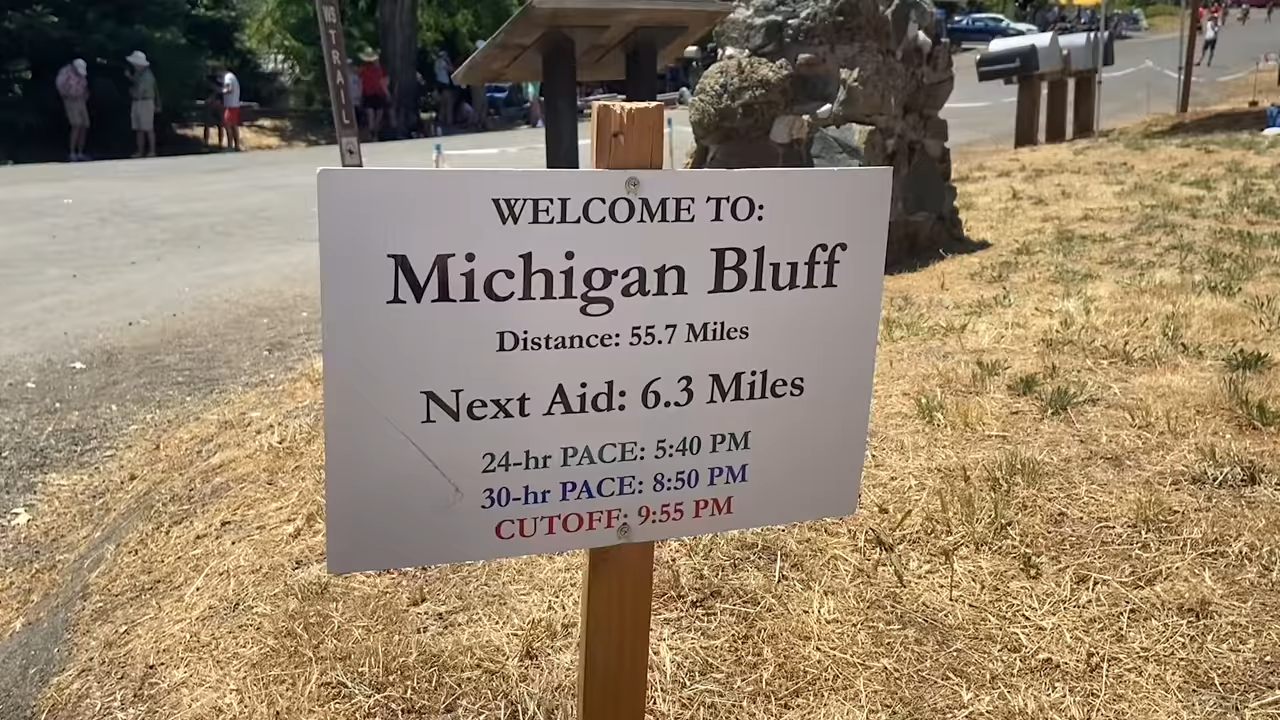 WS TRAIL
WELCOME TO:
Michigan Bluff
Distance: 55.7 Miles
Next Aid: 6.3 Miles
24-hr PACE: 5:40 PM
30-hr PACE: 8:50 PM
CUTOFF: 9:55 PM